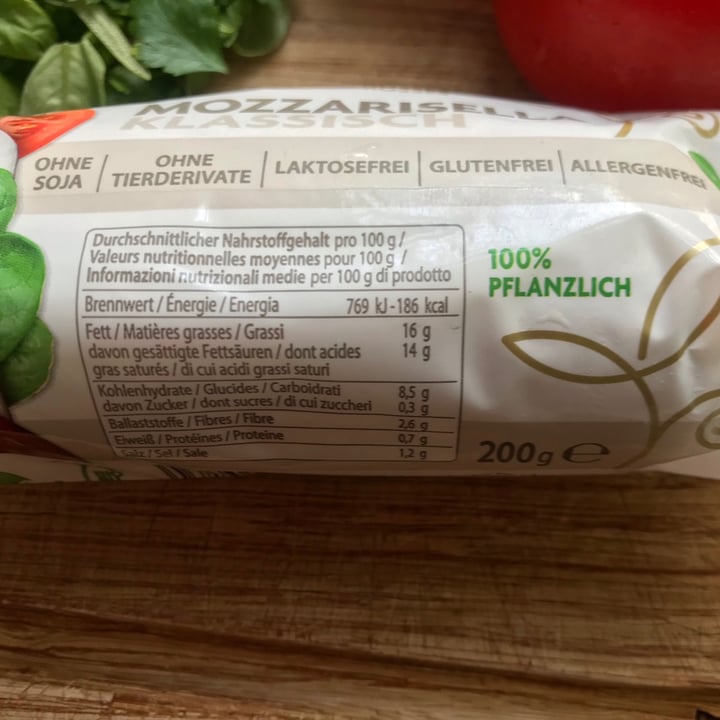 MOZZARISELLA
KLASSISCH
OHNE SOJA | OHNE TIERDERIVATE | LAKTOSEFREI | GLUTENFREI | ALLERGENFREI
Durchschnittlicher Nahrstoffgehalt pro 100 g /
Valeurs nutritionnelles moyennes pour 100 g /
Informazioni nutrizionali medie per 100 g di prodotto
Brennwert / Énergie / Energia 769 kJ - 186 kcal
Fett / Matières grasses / Grassi 16 g
davon gesättigte Fettsäuren / dont acides 14 g
gras saturés / di cui acidi grassi saturi
Kohlenhydrate / Glucides / Carboidrati 8,5 g
davon Zucker / dont sucres / di cui zuccheri 0,3 g
Ballaststoffe / Fibres / Fibre 2,6 g
Eiweiß / Protéines / Proteine 0,7 g
Salz / Sel / Sale 1,2 g
100%
PFLANZLICH
200 g e